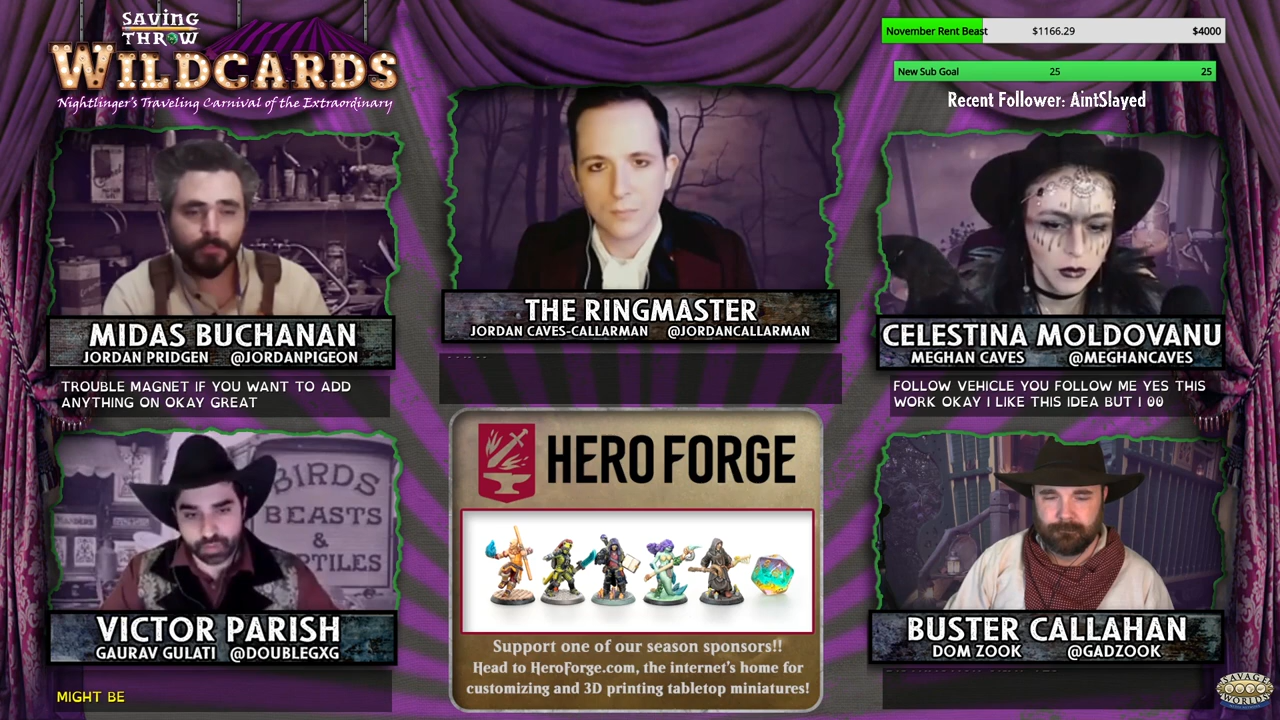 SAVING
THROW
WILDCARDS
Nightlinger's Traveling Carnival of the Extraordinary
November Rent Beast $1166.29 $4000
New Sub Goal 25 25
Recent Follower: AintSlayed
MIDAS BUCHANAN
JORDAN PRIDGEN @JORDANPIGEON
TROUBLE MAGNET IF YOU WANT TO ADD
ANYTHING ON OKAY GREAT
THE RINGMASTER
JORDAN CAVES-CALLARMAN @JORDANCALLARMAN
CELESTINA MOLDOVANU
MEGHAN CAVES @MEGHANCAVES
FOLLOW VEHICLE YOU FOLLOW ME YES THIS
WORK OKAY I LIKE THIS IDEA BUT I 00
BIRDS
BEASTS
&
VICTOR PARISH
GAURAV GULATI @DOUBLEGXG
MIGHT BE
HERO FORGE
Support one of our season sponsors!!
Head to HeroForge.com, the internet's home for
customizing and 3D printing tabletop miniatures!
BUSTER CALLAHAN
DOM ZOOK @GADZOOK
SAVAGE
WORLDS